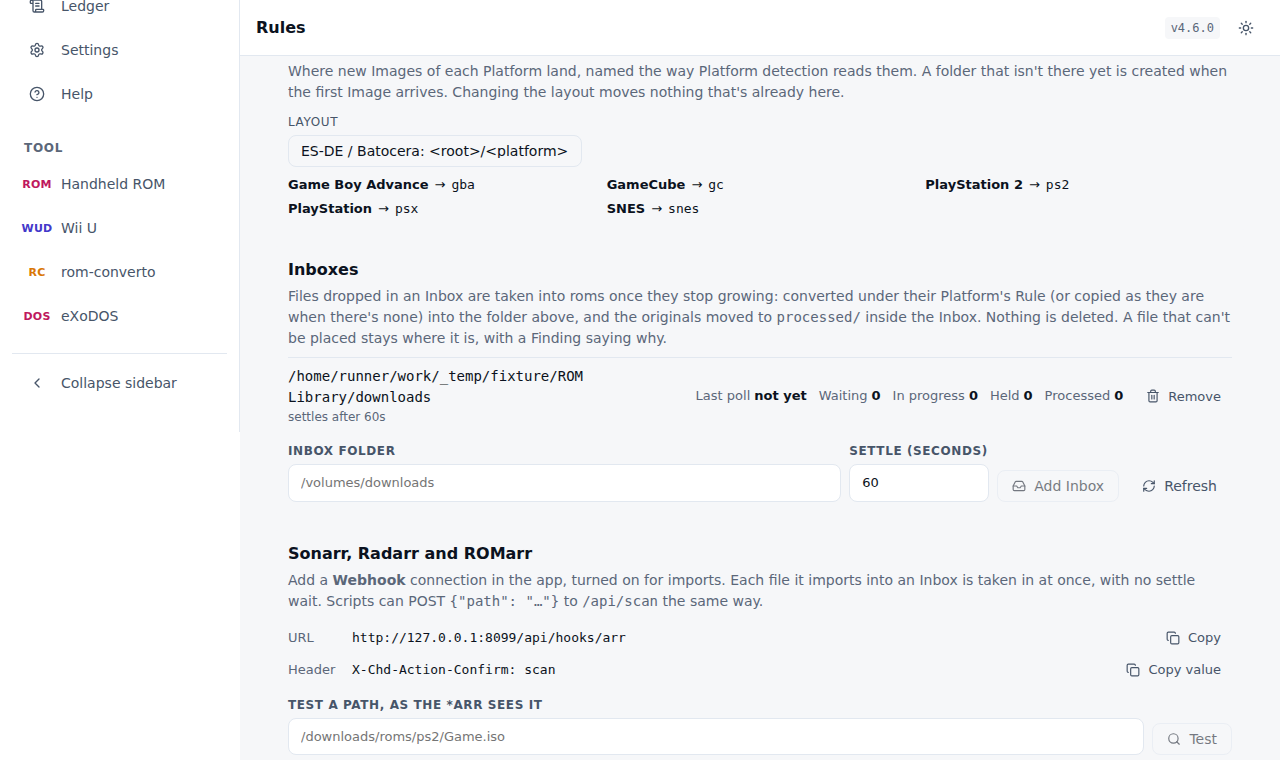 Ledger
Settings
Help
TOOL
ROM Handheld ROM
WUD Wii U
RC rom-converto
DOS eXoDOS
Collapse sidebar
Rules
v4.6.0
Where new Images of each Platform land, named the way Platform detection reads them. A folder that isn't there yet is created when
the first Image arrives. Changing the layout moves nothing that's already here.
LAYOUT
ES-DE / Batocera: <root>/<platform>
Game Boy Advance → gba
GameCube → gc
PlayStation 2 → ps2
PlayStation → psx
SNES → snes
Inboxes
Files dropped in an Inbox are taken into roms once they stop growing: converted under their Platform's Rule (or copied as they are
when there's none) into the folder above, and the originals moved to processed/ inside the Inbox. Nothing is deleted. A file that can't
be placed stays where it is, with a Finding saying why.
/home/runner/work/_temp/fixture/ROM
Library/downloads
settles after 60s
Last poll not yet Waiting 0 In progress 0 Held 0 Processed 0
Remove
INBOX FOLDER
SETTLE (SECONDS)
/volumes/downloads
60
Add Inbox
Refresh
Sonarr, Radarr and ROMarr
Add a Webhook connection in the app, turned on for imports. Each file it imports into an Inbox is taken in at once, with no settle
wait. Scripts can POST {"path": "…"} to /api/scan the same way.
URL http://127.0.0.1:8099/api/hooks/arr
Copy
Header X-Chd-Action-Confirm: scan
Copy value
TEST A PATH, AS THE *ARR SEES IT
/downloads/roms/ps2/Game.iso
Test